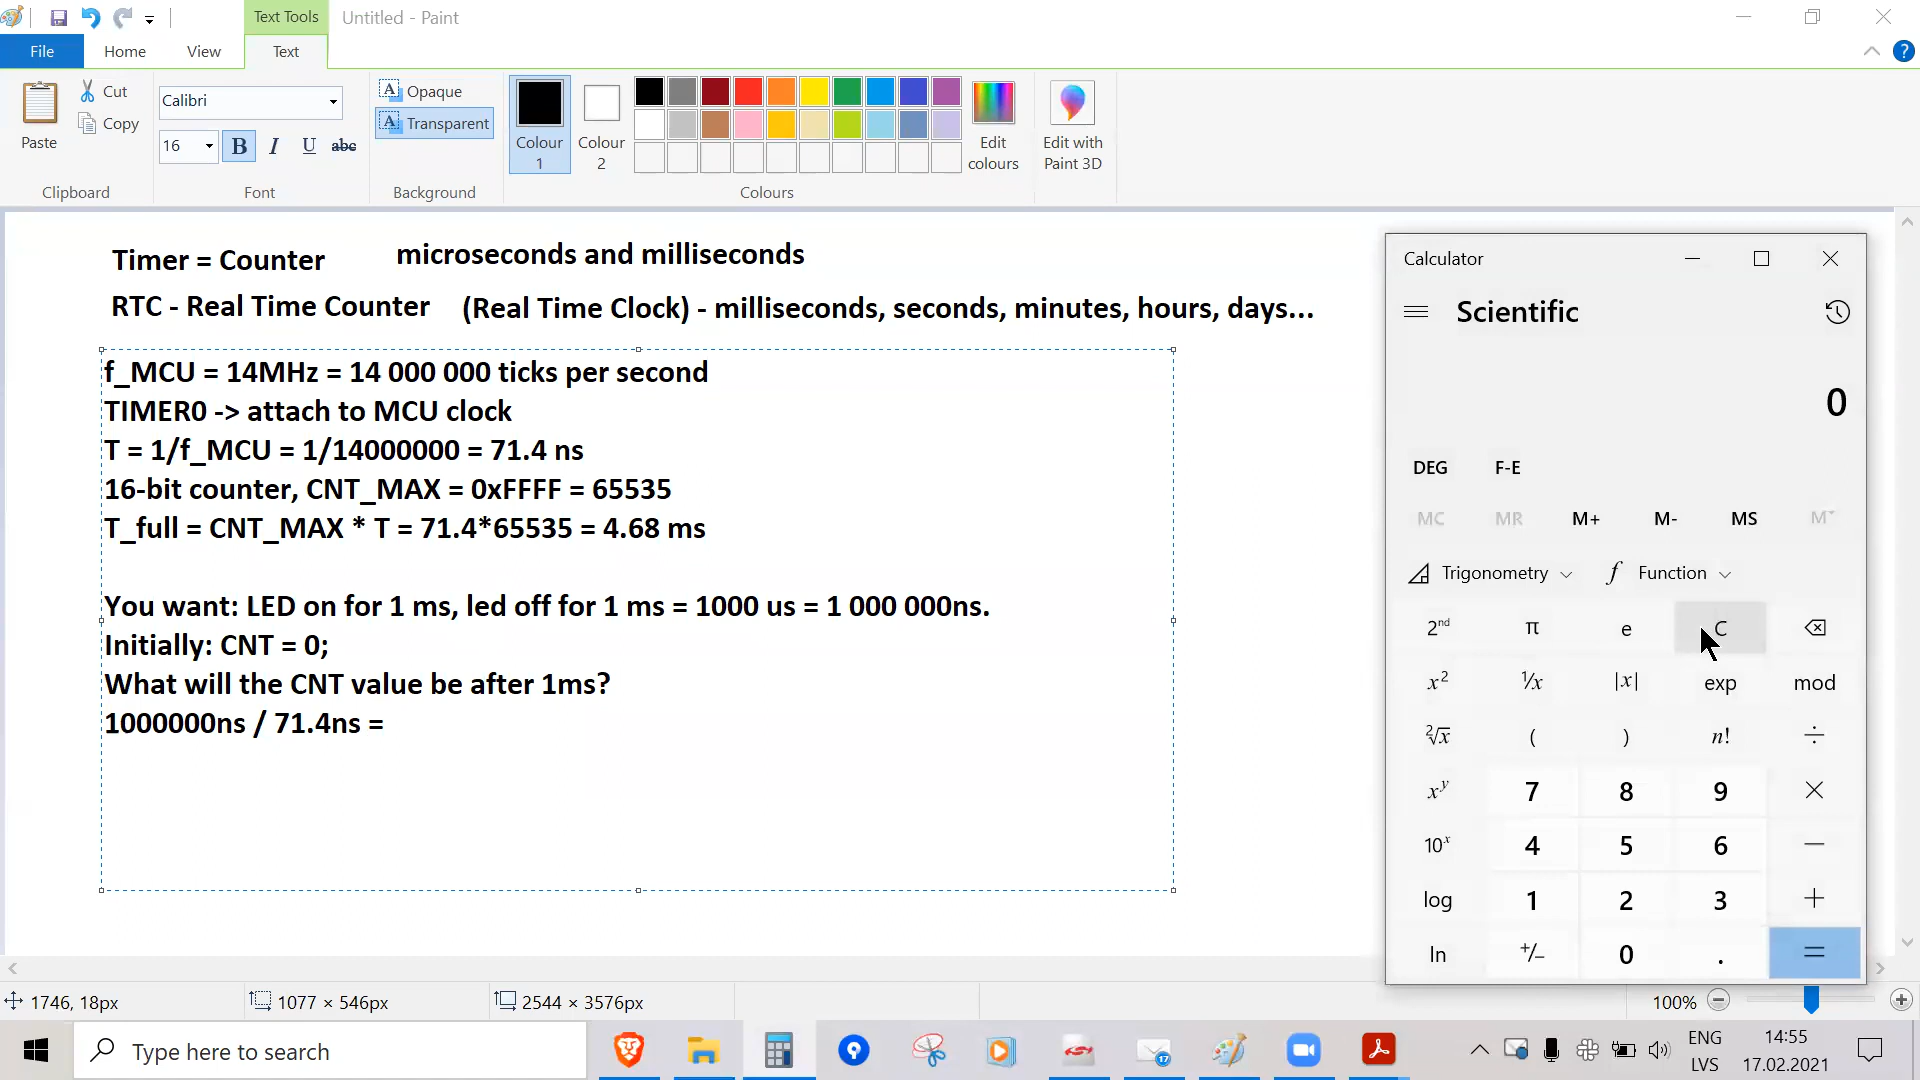 Text Tools
Untitled - Paint
File
Home
View
Text
Paste
Cut
Copy
Clipboard
Calibri
16
B
I
U
abc
Font
A Opaque
A Transparent
Background
Colour 1
Colour 2
Colours
Edit colours
Edit with Paint 3D
?
Timer = Counter
microseconds and milliseconds
RTC - Real Time Counter
(Real Time Clock) - milliseconds, seconds, minutes, hours, days...
f_MCU = 14MHz = 14 000 000 ticks per second
TIMER0 -> attach to MCU clock
T = 1/f_MCU = 1/14000000 = 71.4 ns
16-bit counter, CNT_MAX = 0xFFFF = 65535
T_full = CNT_MAX * T = 71.4*65535 = 4.68 ms
You want: LED on for 1 ms, led off for 1 ms = 1000 us = 1 000 000ns.
Initially: CNT = 0;
What will the CNT value be after 1ms?
1000000ns / 71.4ns =
Calculator
Scientific
0
DEG
F-E
MC
MR
M+
M-
MS
M˅
Trigonometry
f Function
2nd
π
e
C
x²
⅟x
|x|
exp
mod
²√x
(
)
n!
÷
xʸ
7
8
9
×
10ˣ
4
5
6
−
log
1
2
3
+
ln
+/−
0
.
=
1746, 18px
1077 × 546px
2544 × 3576px
100%
Type here to search
17
ENG
LVS
14:55
17.02.2021